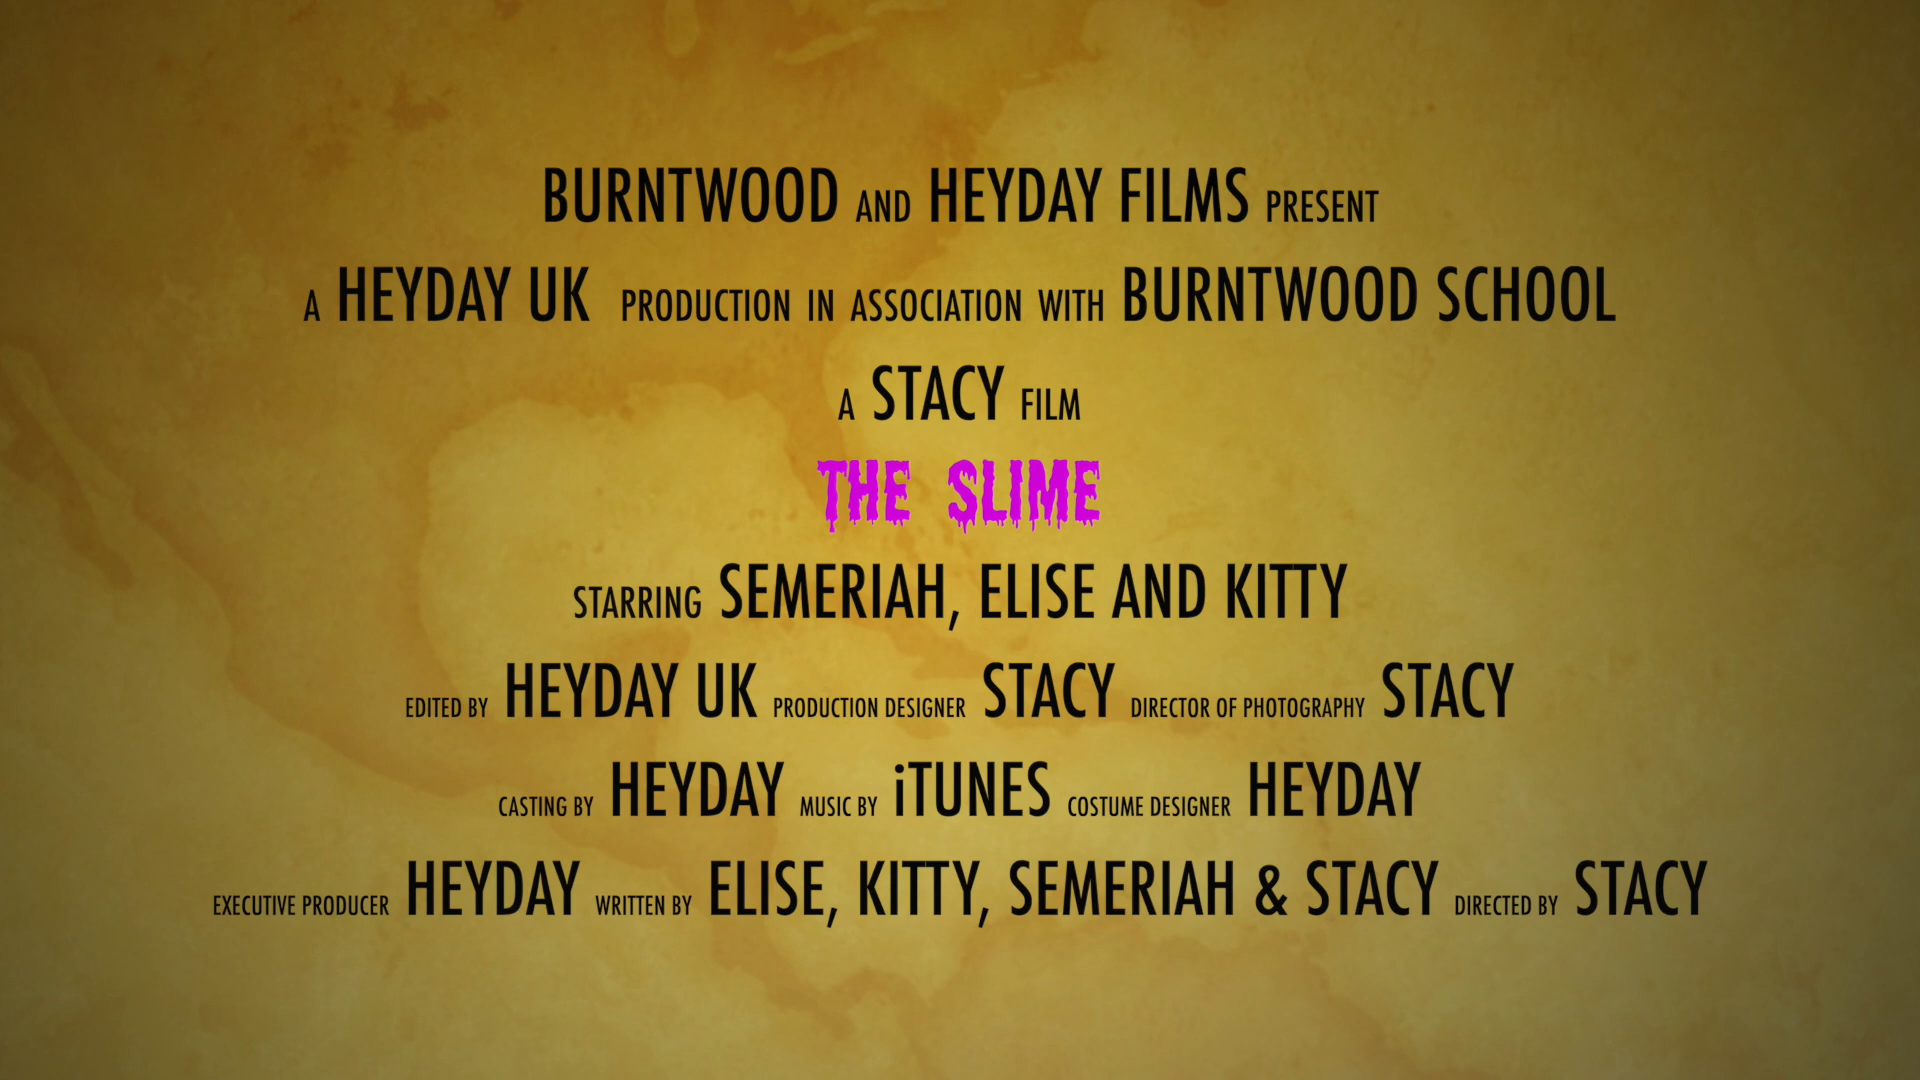 BURNTWOOD AND HEYDAY FILMS PRESENT
A HEYDAY UK PRODUCTION IN ASSOCIATION WITH BURNTWOOD SCHOOL
A STACY FILM
THE SLIME
STARRING SEMERIAH, ELISE AND KITTY
EDITED BY HEYDAY UK PRODUCTION DESIGNER STACY DIRECTOR OF PHOTOGRAPHY STACY
CASTING BY HEYDAY MUSIC BY iTUNES COSTUME DESIGNER HEYDAY
EXECUTIVE PRODUCER HEYDAY WRITTEN BY ELISE, KITTY, SEMERIAH & STACY DIRECTED BY STACY